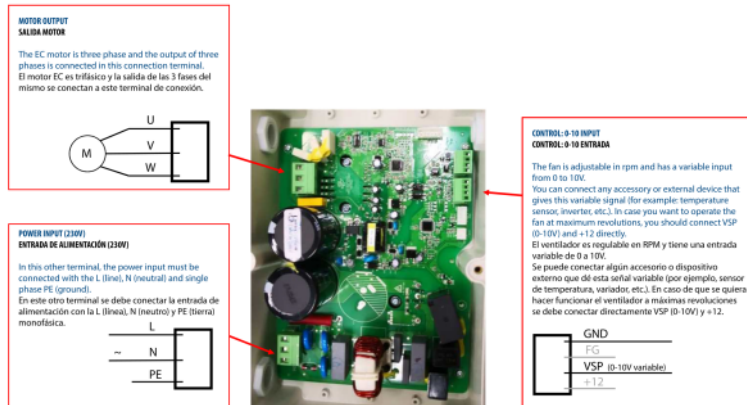 MOTOR OUTPUT
SALIDA MOTOR
The EC motor is three phase and the output of three
phases is connected in this connection terminal.
El motor EC es trifásico y la salida de las 3 fases del
mismo se conectan a este terminal de conexión.
U
M
V
W
POWER INPUT (230V)
ENTRADA DE ALIMENTACIÓN (230V)
In this other terminal, the power input must be
connected with the L (line), N (neutral) and single
phase PE (ground).
En este otro terminal se debe conectar la entrada de
alimentación con la L (línea), N (neutro) y PE (tierra)
monofásica.
L
~ N
PE
CONTROL: 0-10 INPUT
CONTROL: 0-10 ENTRADA
The fan is adjustable in rpm and has a variable input
from 0 to 10V.
You can connect any accessory or external device that
gives this variable signal (for example: temperature
sensor, inverter, etc.). In case you want to operate the
fan at maximum revolutions, you should connect VSP
(0-10V) and +12 directly.
El ventilador es regulable en RPM y tiene una entrada
variable de 0 a 10V.
Se puede conectar algún accesorio o dispositivo
externo que dé esta señal variable (por ejemplo, sensor
de temperatura, variador, etc.). En caso de que se quiera
hacer funcionar el ventilador a máximas revoluciones
se debe conectar directamente VSP (0-10V) y +12.
GND
FG
VSP (0-10V variable)
+12